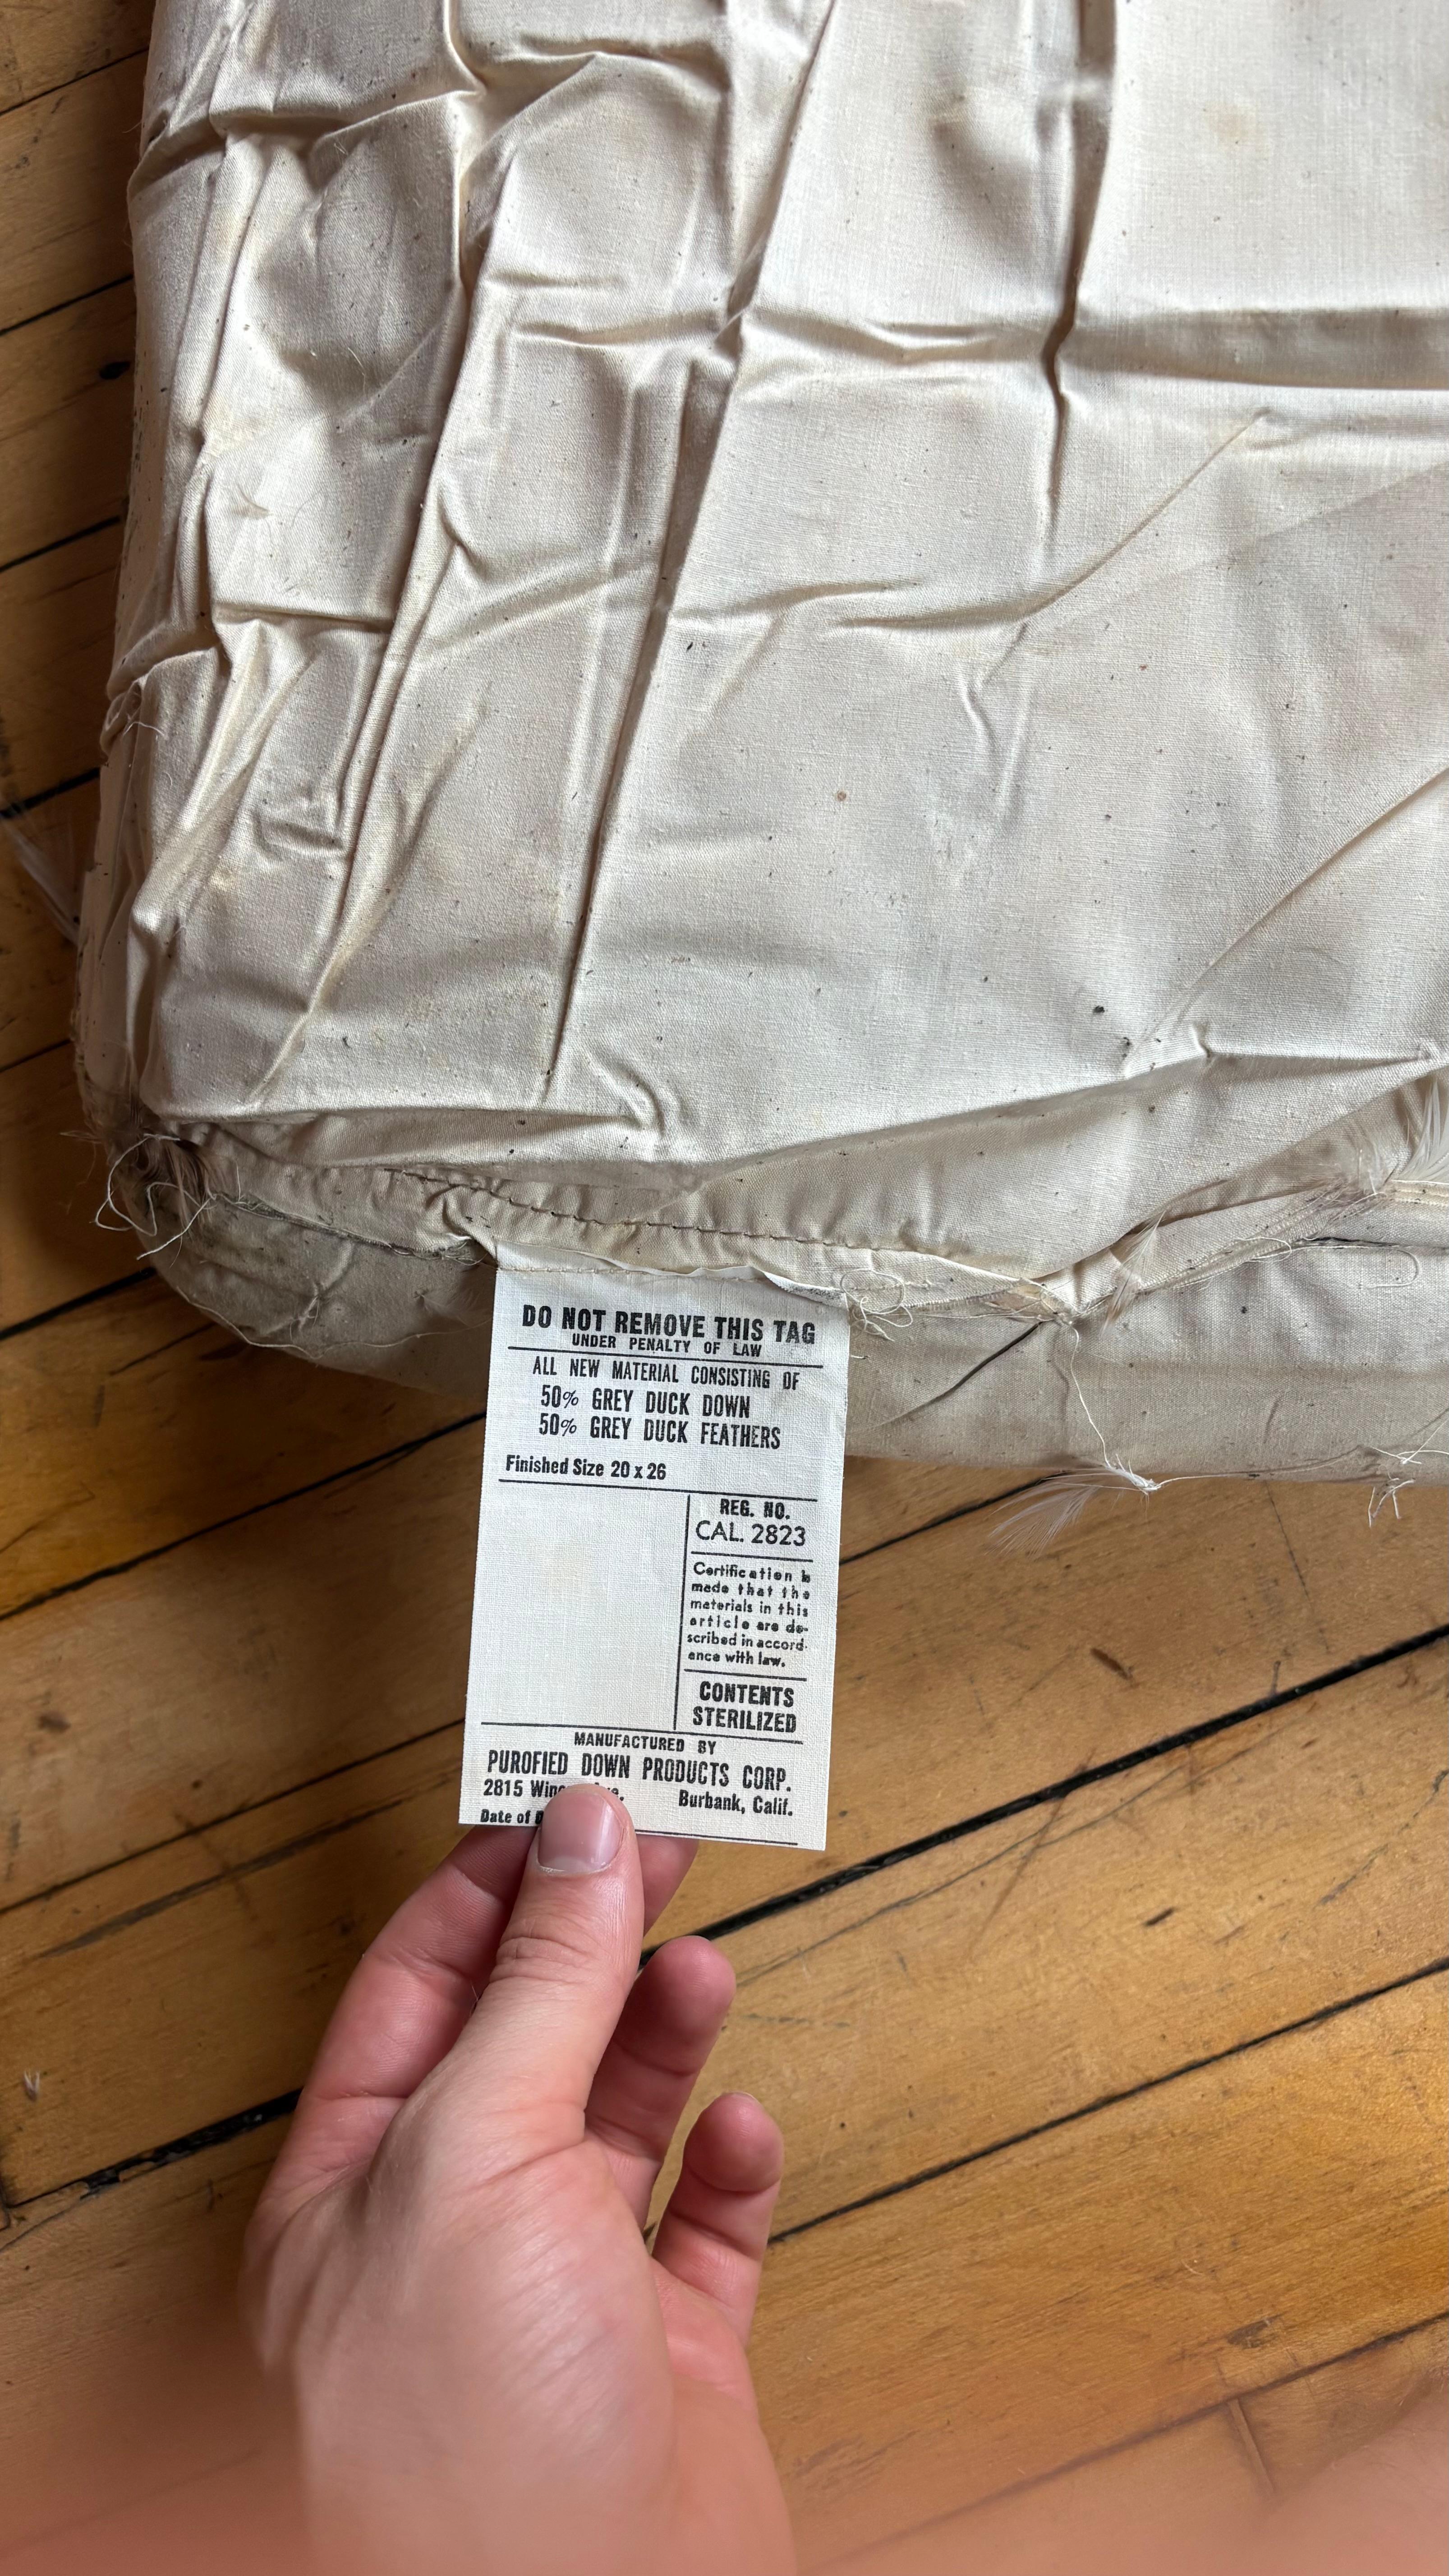 DO NOT REMOVE THIS TAG
UNDER PENALTY OF LAW
ALL NEW MATERIAL CONSISTING OF
50% GREY DUCK DOWN
50% GREY DUCK FEATHERS
Finished Size 20 x 26
REG. NO.
CAL. 2823
Certification is
made that the
materials in this
article are de-
scribed in accord-
ence with law.
CONTENTS
STERILIZED
MANUFACTURED BY
PUROFIED DOWN PRODUCTS CORP.
2815 Burbank, Calif.
Date of